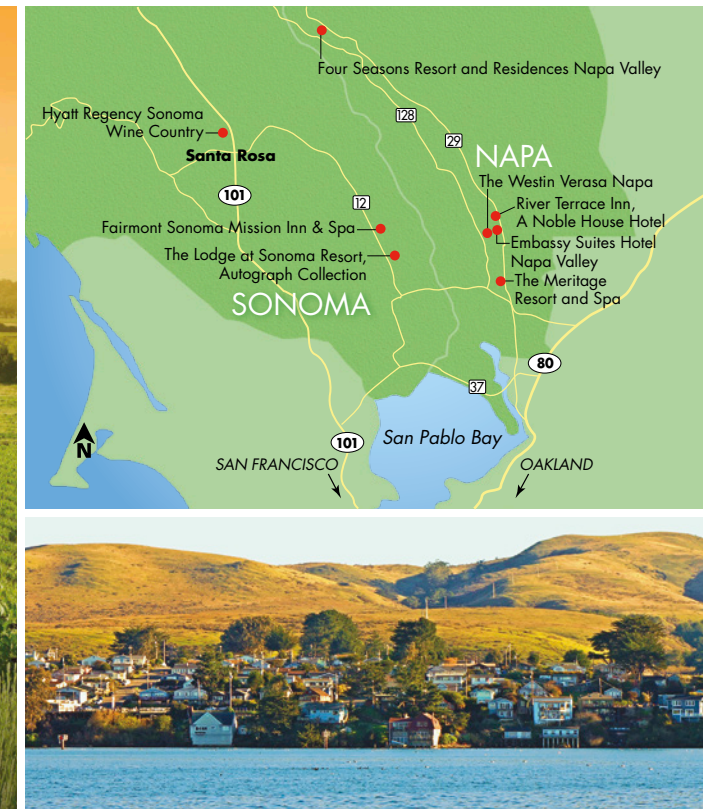 Four Seasons Resort and Residences Napa Valley
Hyatt Regency Sonoma
Wine Country
Santa Rosa
128
29
NAPA
101
12
The Westin Verasa Napa
River Terrace Inn,
A Noble House Hotel
Fairmont Sonoma Mission Inn & Spa
Embassy Suites Hotel
Napa Valley
The Lodge at Sonoma Resort,
Autograph Collection
The Meritage
Resort and Spa
SONOMA
80
37
N
101
San Pablo Bay
SAN FRANCISCO
OAKLAND